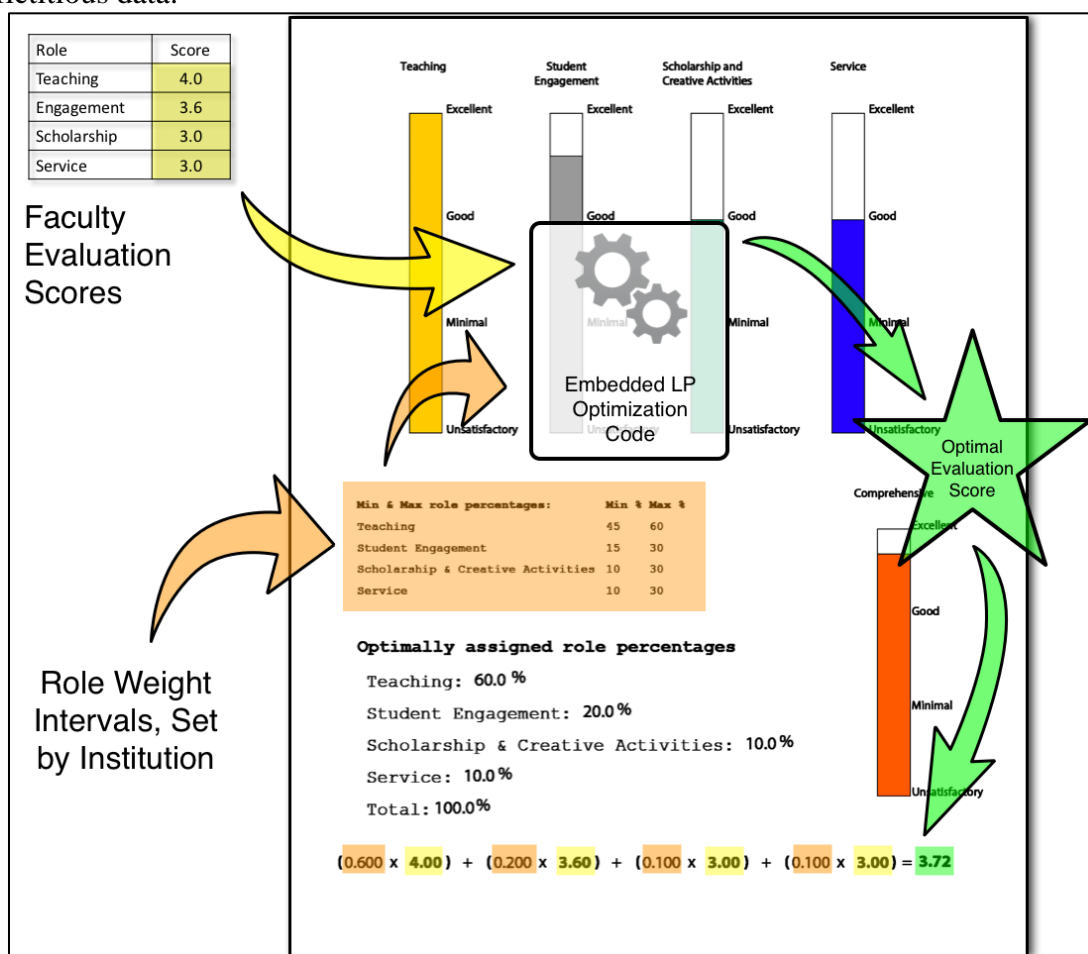 fictitious data.
Role Score
Teaching 4.0
Engagement 3.6
Scholarship 3.0
Service 3.0
Faculty
Evaluation
Scores
Teaching
Student
Engagement
Scholarship and
Creative Activities
Service
Excellent
Excellent
Excellent
Excellent
Good
Good
Good
Good
Minimal
Minimal
Minimal
Minimal
Unsatisfactory
Unsatisfactory
Unsatisfactory
Unsatisfactory
Embedded LP
Optimization
Code
Optimal
Evaluation
Score
Comprehensive
Excellent
Good
Minimal
Unsatisfactory
Min & Max role percentages: Min % Max %
Teaching 45 60
Student Engagement 15 30
Scholarship & Creative Activities 10 30
Service 10 30
Role Weight
Intervals, Set
by Institution
Optimally assigned role percentages
Teaching: 60.0 %
Student Engagement: 20.0 %
Scholarship & Creative Activities: 10.0 %
Service: 10.0 %
Total: 100.0 %
(0.600 x 4.00) + (0.200 x 3.60) + (0.100 x 3.00) + (0.100 x 3.00) = 3.72